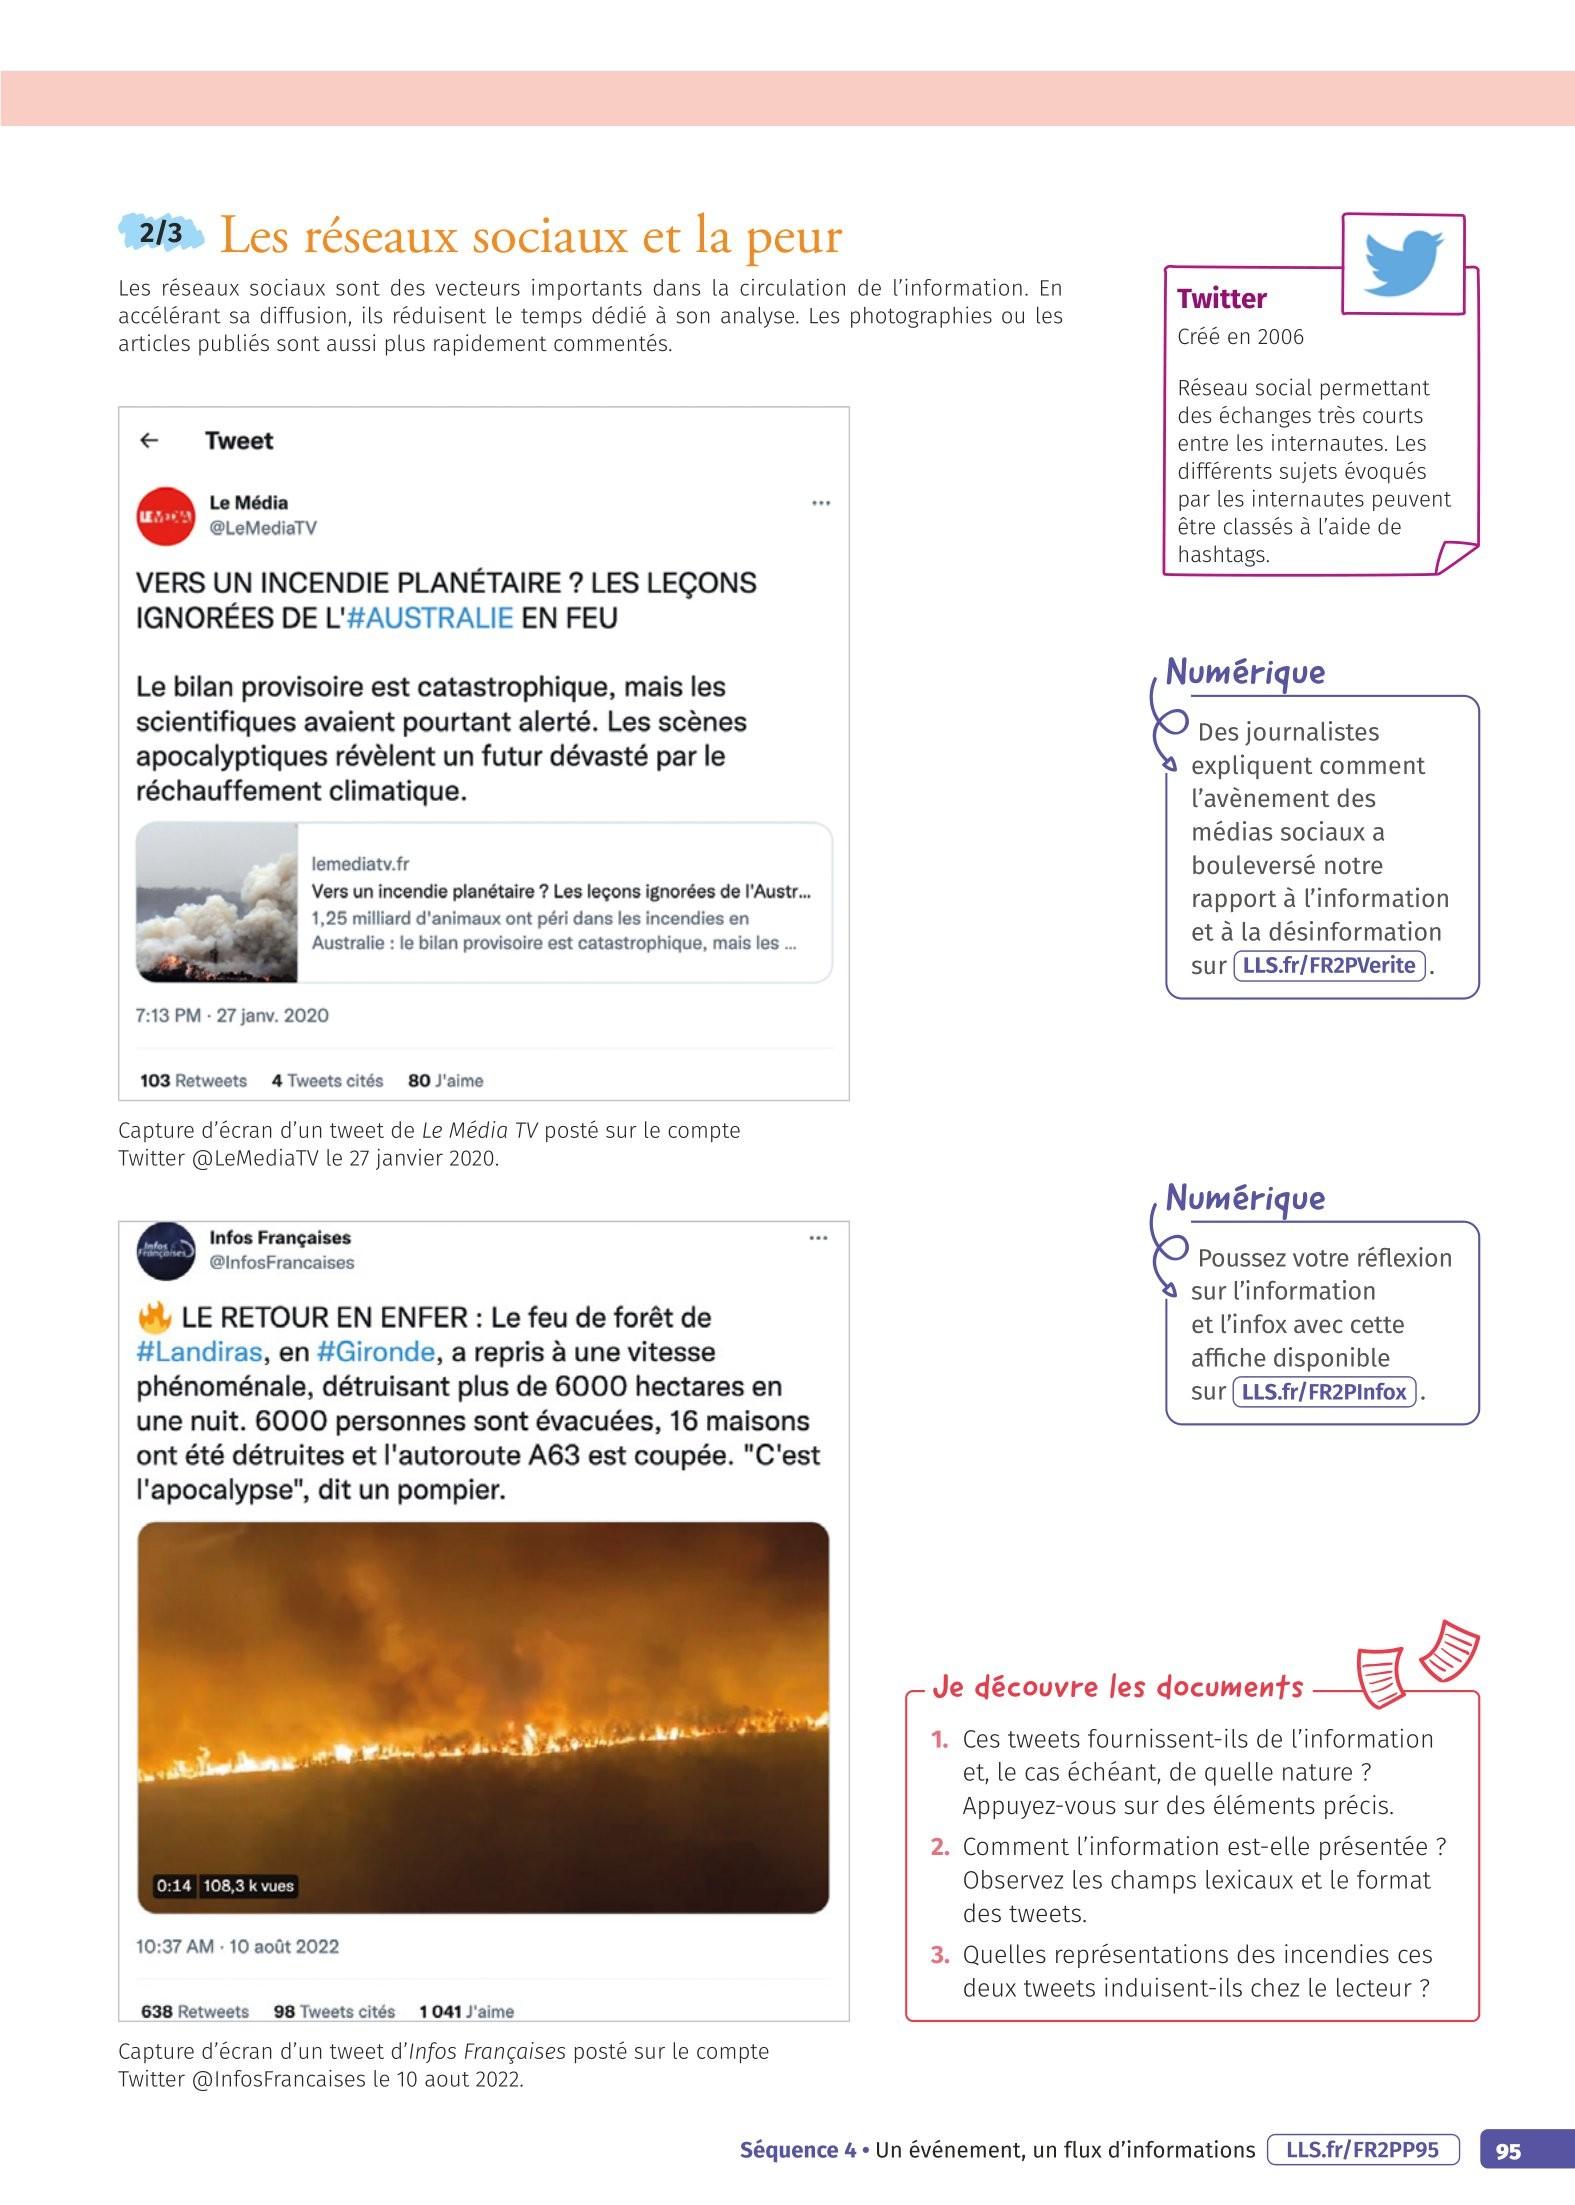 2/3 Les réseaux sociaux et la peur
Les réseaux sociaux sont des vecteurs importants dans la circulation de l’information. En
accélérant sa diffusion, ils réduisent le temps dédié à son analyse. Les photographies ou les
articles publiés sont aussi plus rapidement commentés.
Tweet
LE MEDIA
Le Média
@LeMediaTV
VERS UN INCENDIE PLANÉTAIRE ? LES LEÇONS
IGNORÉES DE L'#AUSTRALIE EN FEU
Le bilan provisoire est catastrophique, mais les
scientifiques avaient pourtant alerté. Les scènes
apocalyptiques révèlent un futur dévasté par le
réchauffement climatique.
lemediatv.fr
Vers un incendie planétaire ? Les leçons ignorées de l'Austr...
1,25 milliard d'animaux ont péri dans les incendies en
Australie : le bilan provisoire est catastrophique, mais les ...
7:13 PM · 27 janv. 2020
103 Retweets 4 Tweets cités 80 J'aime
Capture d’écran d’un tweet de Le Média TV posté sur le compte
Twitter @LeMediaTV le 27 janvier 2020.
Infos
Françaises
Infos Françaises
@InfosFrancaises
🔥 LE RETOUR EN ENFER : Le feu de forêt de
#Landiras, en #Gironde, a repris à une vitesse
phénoménale, détruisant plus de 6000 hectares en
une nuit. 6000 personnes sont évacuées, 16 maisons
ont été détruites et l'autoroute A63 est coupée. "C'est
l'apocalypse", dit un pompier.
0:14 108,3 k vues
10:37 AM · 10 août 2022
638 Retweets 98 Tweets cités 1 041 J'aime
Capture d’écran d’un tweet d’Infos Françaises posté sur le compte
Twitter @InfosFrancaises le 10 aout 2022.
Twitter
Créé en 2006
Réseau social permettant
des échanges très courts
entre les internautes. Les
différents sujets évoqués
par les internautes peuvent
être classés à l’aide de
hashtags.
Numérique
Des journalistes
expliquent comment
l’avènement des
médias sociaux a
bouleversé notre
rapport à l’information
et à la désinformation
sur LLS.fr/FR2PVerite .
Numérique
Poussez votre réflexion
sur l’information
et l’infox avec cette
affiche disponible
sur LLS.fr/FR2PInfox .
Je découvre les documents
1. Ces tweets fournissent-ils de l’information
et, le cas échéant, de quelle nature ?
Appuyez-vous sur des éléments précis.
2. Comment l’information est-elle présentée ?
Observez les champs lexicaux et le format
des tweets.
3. Quelles représentations des incendies ces
deux tweets induisent-ils chez le lecteur ?
Séquence 4 • Un événement, un flux d’informations LLS.fr/FR2PP95 95